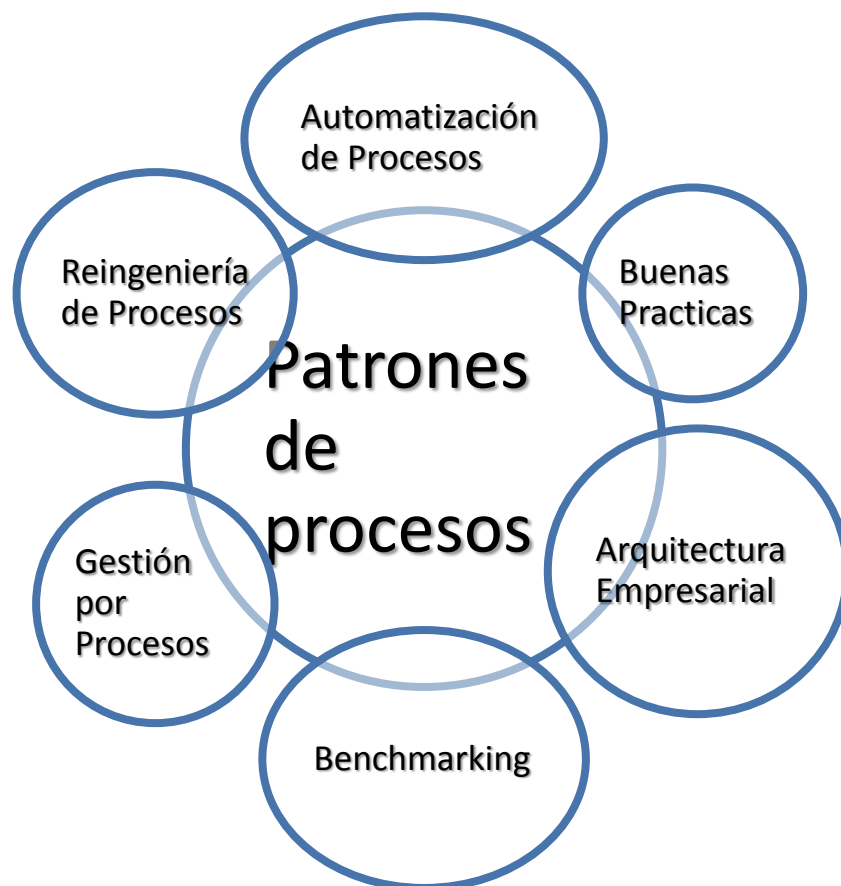 Automatización
de Procesos
Buenas
Practicas
Arquitectura
Empresarial
Benchmarking
Gestión
por
Procesos
Reingeniería
de Procesos
Patrones
de
procesos